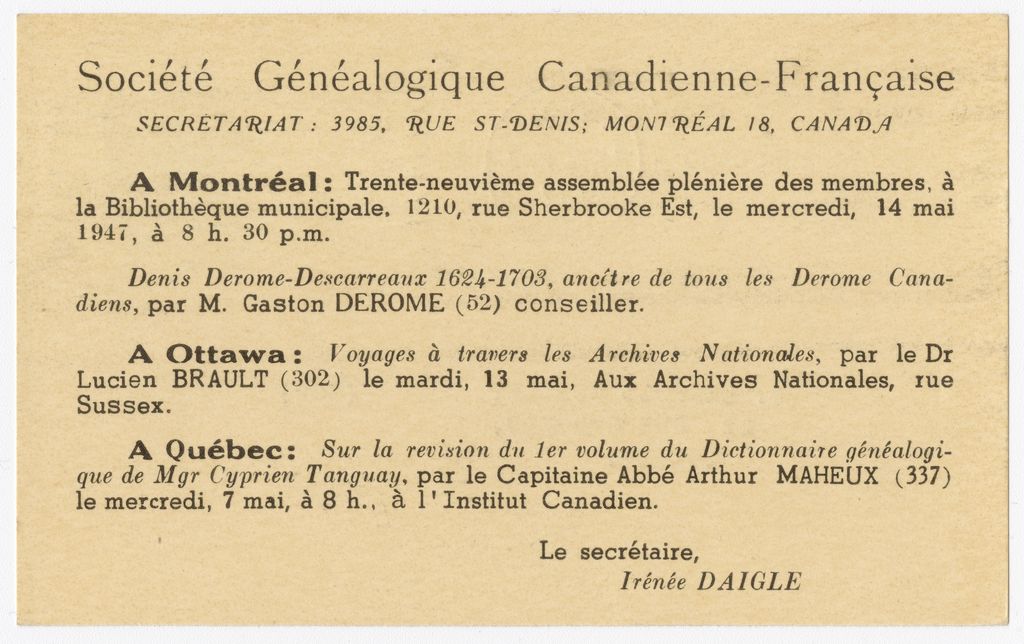 Société Généalogique Canadienne-Française
SECRÉTARIAT : 3985, RUE ST-DENIS; MONTRÉAL 18, CANADA
A Montréal : Trente-neuvième assemblée plénière des membres, à
la Bibliothèque municipale. 1210, rue Sherbrooke Est, le mercredi, 14 mai
1947, à 8 h. 30 p.m.
Denis Derome-Descarreaux 1624-1703, ancêtre de tous les Derome Cana-
diens, par M. Gaston DEROME (52) conseiller.
A Ottawa : Voyages à travers les Archives Nationales, par le Dr
Lucien BRAULT (302) le mardi, 13 mai, Aux Archives Nationales, rue
Sussex.
A Québec : Sur la revision du 1er volume du Dictionnaire généalogi-
que de Mgr Cyprien Tanguay, par le Capitaine Abbé Arthur MAHEUX (337)
le mercredi, 7 mai, à 8 h., à l'Institut Canadien.
Le secrétaire,
Irénée DAIGLE